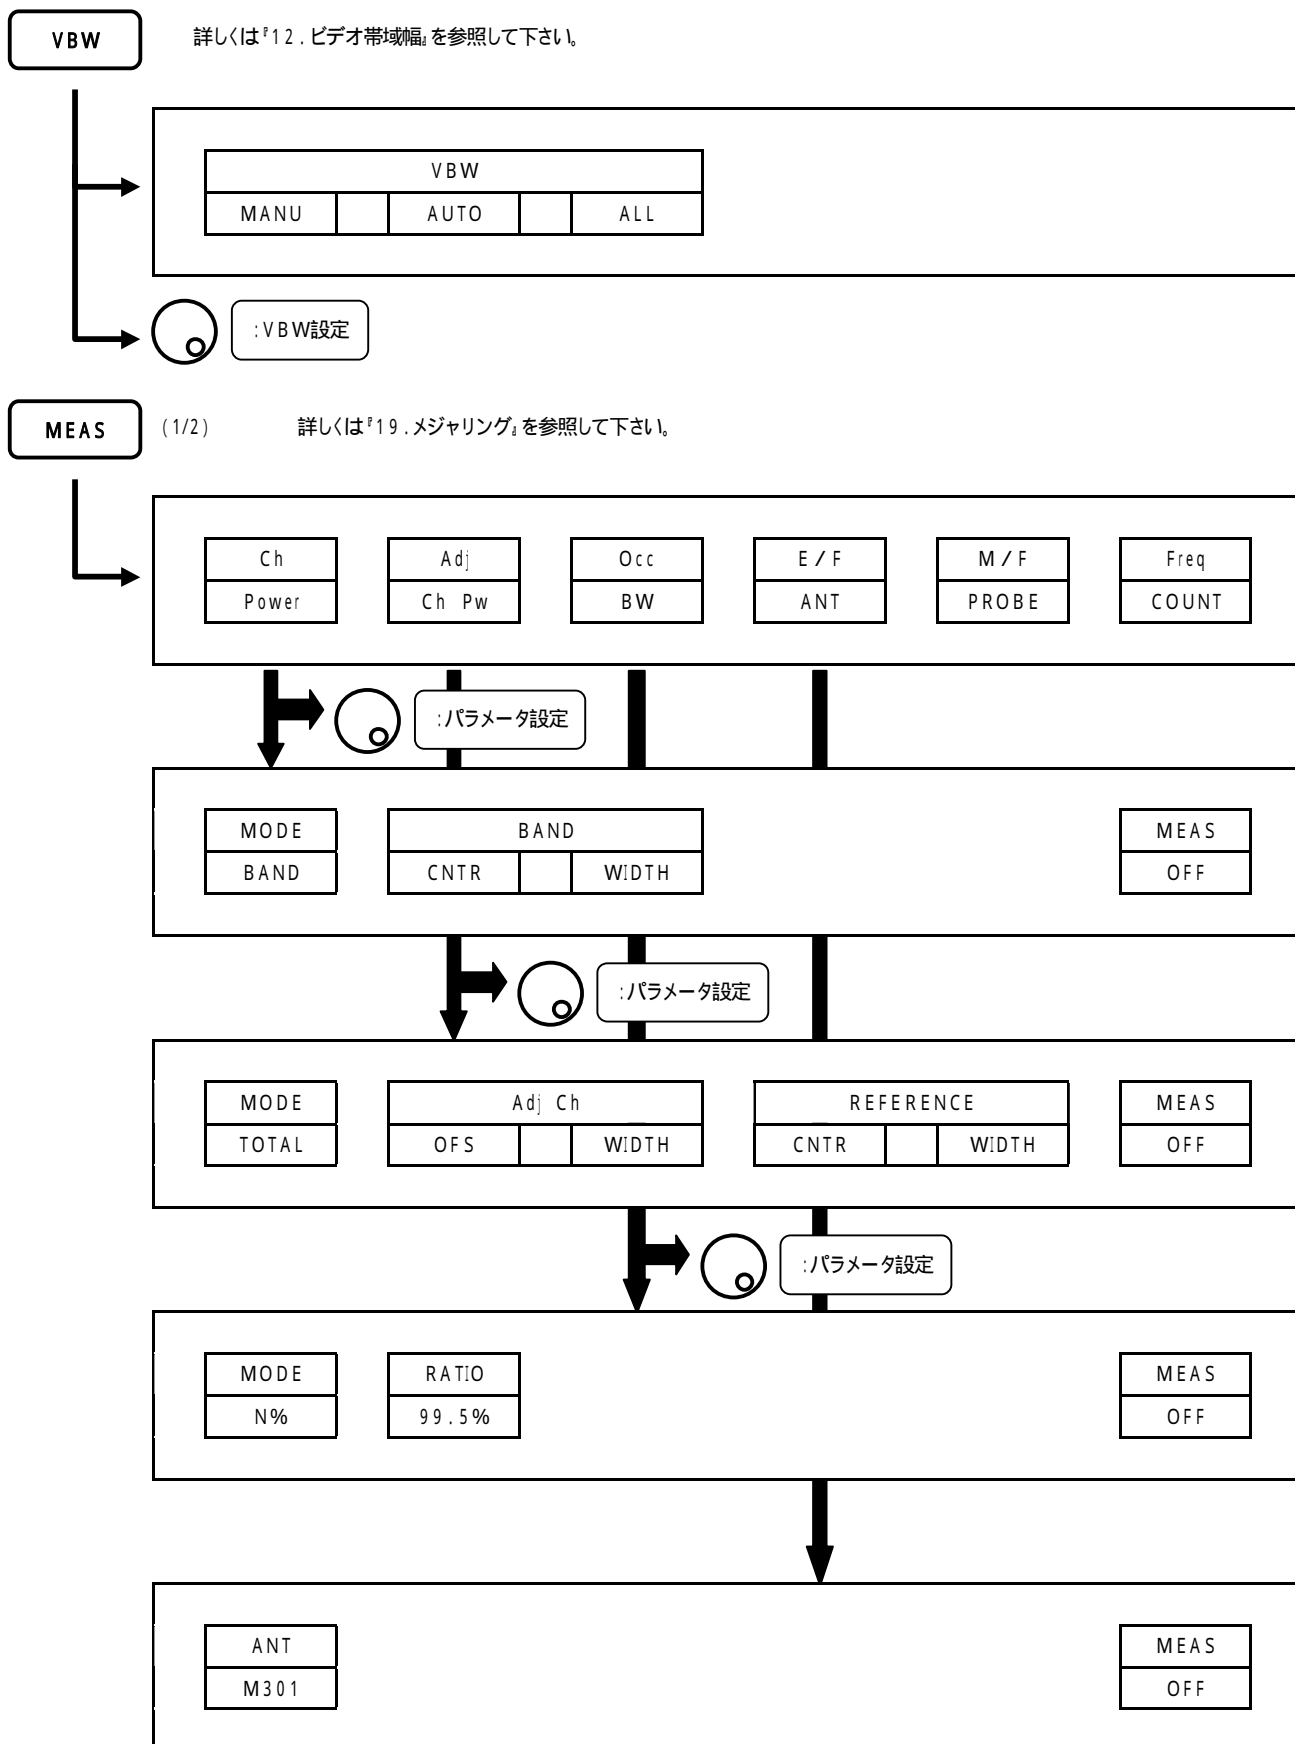 VBW 詳しくは『12．ビデオ帯域幅』を参照して下さい。
VBW
MANU AUTO ALL
:VBW設定
MEAS (1/2) 詳しくは『19．メジャリング』を参照して下さい。
Ch Adj Occ E/F M/F Freq
Power Ch Pw BW ANT PROBE COUNT
:パラメータ設定
MODE BAND MEAS
BAND CNTR WIDTH OFF
:パラメータ設定
MODE Adj Ch REFERENCE MEAS
TOTAL OFS WIDTH CNTR WIDTH OFF
:パラメータ設定
MODE RATIO MEAS
N% 99.5% OFF
ANT MEAS
M301 OFF